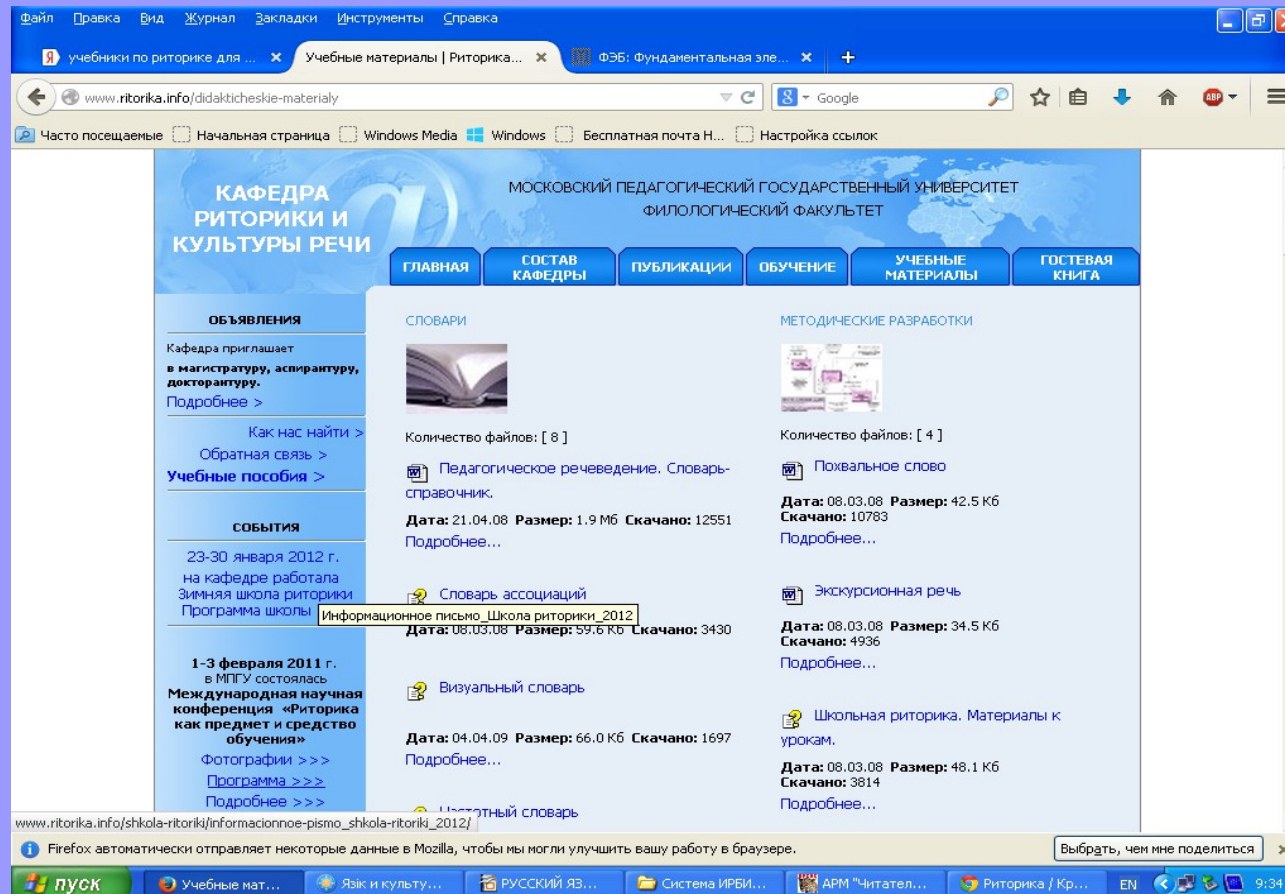 Файл Правка Вид Журнал Закладки Инструменты Справка
учебники по риторике для ...
Учебные материалы | Риторика...
ФЭБ: Фундаментальная эле...
www.ritorika.info/didakticheskie-materialy
Google
ABP
Часто посещаемые Начальная страница Windows Media Windows Бесплатная почта H... Настройка ссылок
КАФЕДРА
РИТОРИКИ И
КУЛЬТУРЫ РЕЧИ
МОСКОВСКИЙ ПЕДАГОГИЧЕСКИЙ ГОСУДАРСТВЕННЫЙ УНИВЕРСИТЕТ
ФИЛОЛОГИЧЕСКИЙ ФАКУЛЬТЕТ
ГЛАВНАЯ
СОСТАВ
КАФЕДРЫ
ПУБЛИКАЦИИ
ОБУЧЕНИЕ
УЧЕБНЫЕ
МАТЕРИАЛЫ
ГОСТЕВАЯ
КНИГА
ОБЪЯВЛЕНИЯ
Кафедра приглашает
в магистратуру, аспирантуру,
докторантуру.
Подробнее >
Как нас найти >
Обратная связь >
Учебные пособия >
СОБЫТИЯ
23-30 января 2012 г.
на кафедре работала
Зимняя школа риторики
Программа школы
Информационное письмо_Школа риторики_2012
1-3 февраля 2011 г.
в МПГУ состоялась
Международная научная
конференция «Риторика
как предмет и средство
обучения»
Фотографии >>>
Программа >>>
Подробнее >>>
СЛОВАРИ
Количество файлов: [ 8 ]
Педагогическое речеведение. Словарь-
справочник.
Дата: 21.04.08 Размер: 1.9 Мб Скачано: 12551
Подробнее...
Словарь ассоциаций
Дата: 08.03.08 Размер: 59.6 Кб Скачано: 3430
Визуальный словарь
Дата: 04.04.09 Размер: 66.0 Кб Скачано: 1697
Подробнее...
Частотный словарь
МЕТОДИЧЕСКИЕ РАЗРАБОТКИ
Количество файлов: [ 4 ]
Похвальное слово
Дата: 08.03.08 Размер: 42.5 Кб
Скачано: 10783
Подробнее...
Экскурсионная речь
Дата: 08.03.08 Размер: 34.5 Кб
Скачано: 4936
Подробнее...
Школьная риторика. Материалы к
урокам.
Дата: 08.03.08 Размер: 48.1 Кб
Скачано: 3814
Подробнее...
www.ritorika.info/shkola-ritoriki/informacionnoe-pismo_shkola-ritoriki_2012/
Firefox автоматически отправляет некоторые данные в Mozilla, чтобы мы могли улучшить вашу работу в браузере.
Выбрать, чем мне поделиться
пуск
Учебные мат...
Язік и культу...
РУССКИЙ ЯЗ...
Система ИРБИ...
АРМ "Читател...
Риторика / Кр...
EN
9:34